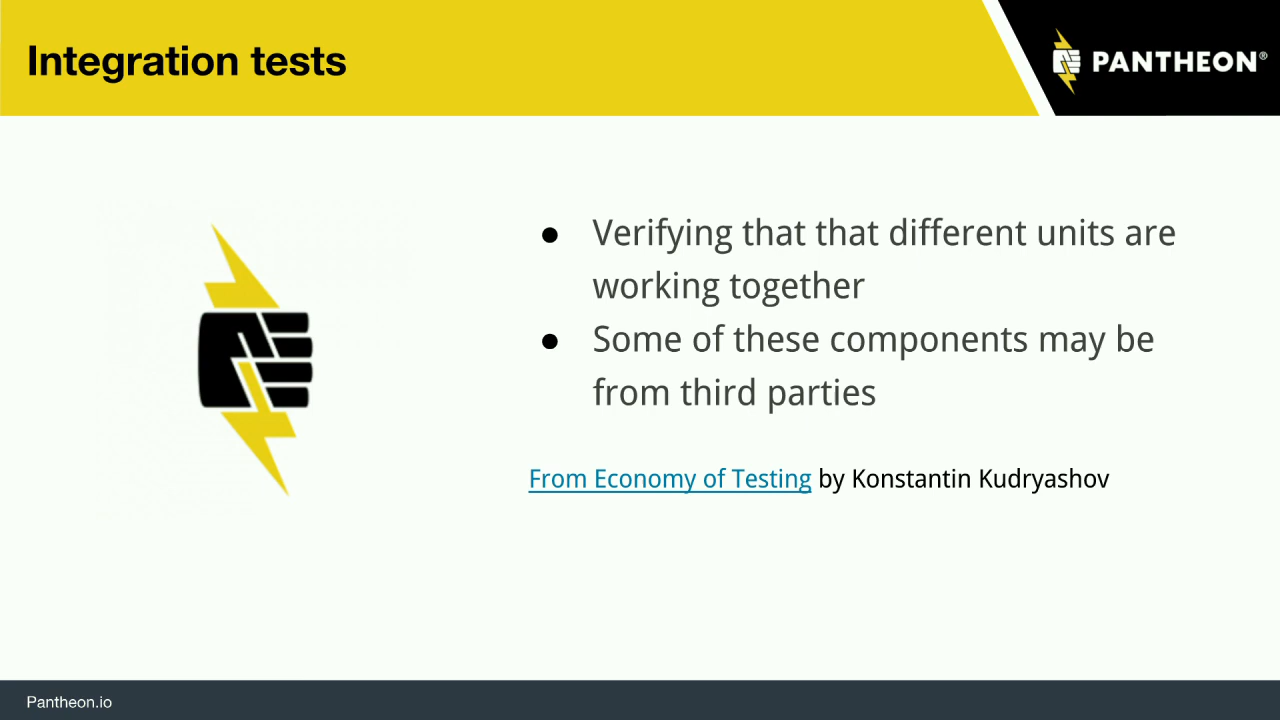 Integration tests
PANTHEON®
● Verifying that that different units are
working together
● Some of these components may be
from third parties
From Economy of Testing by Konstantin Kudryashov
Pantheon.io